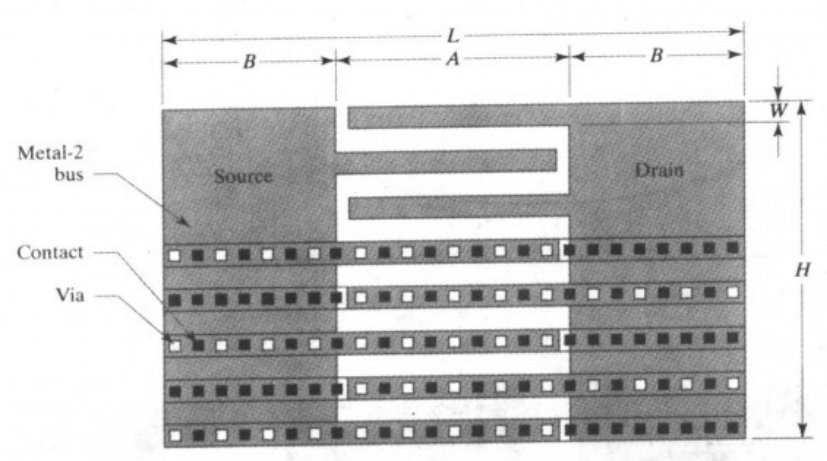 L
B
A
B
W
Metal-2
bus
Source
Drain
Contact
H
Via